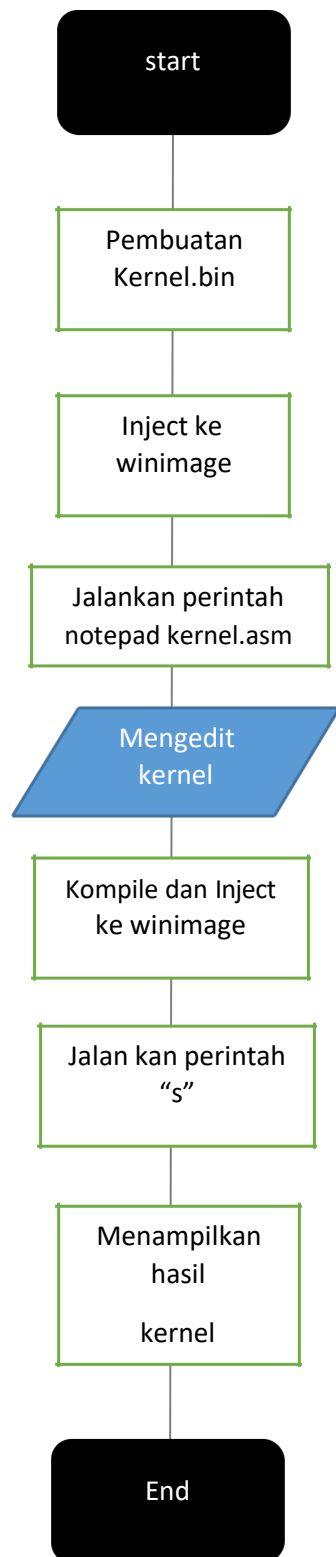 start
Pembuatan
Kernel.bin
Inject ke
winimage
Jalankan perintah
notepad kernel.asm
Mengedit
kernel
Kompile dan Inject
ke winimage
Jalan kan perintah
“s”
Menampilkan
hasil
kernel
End